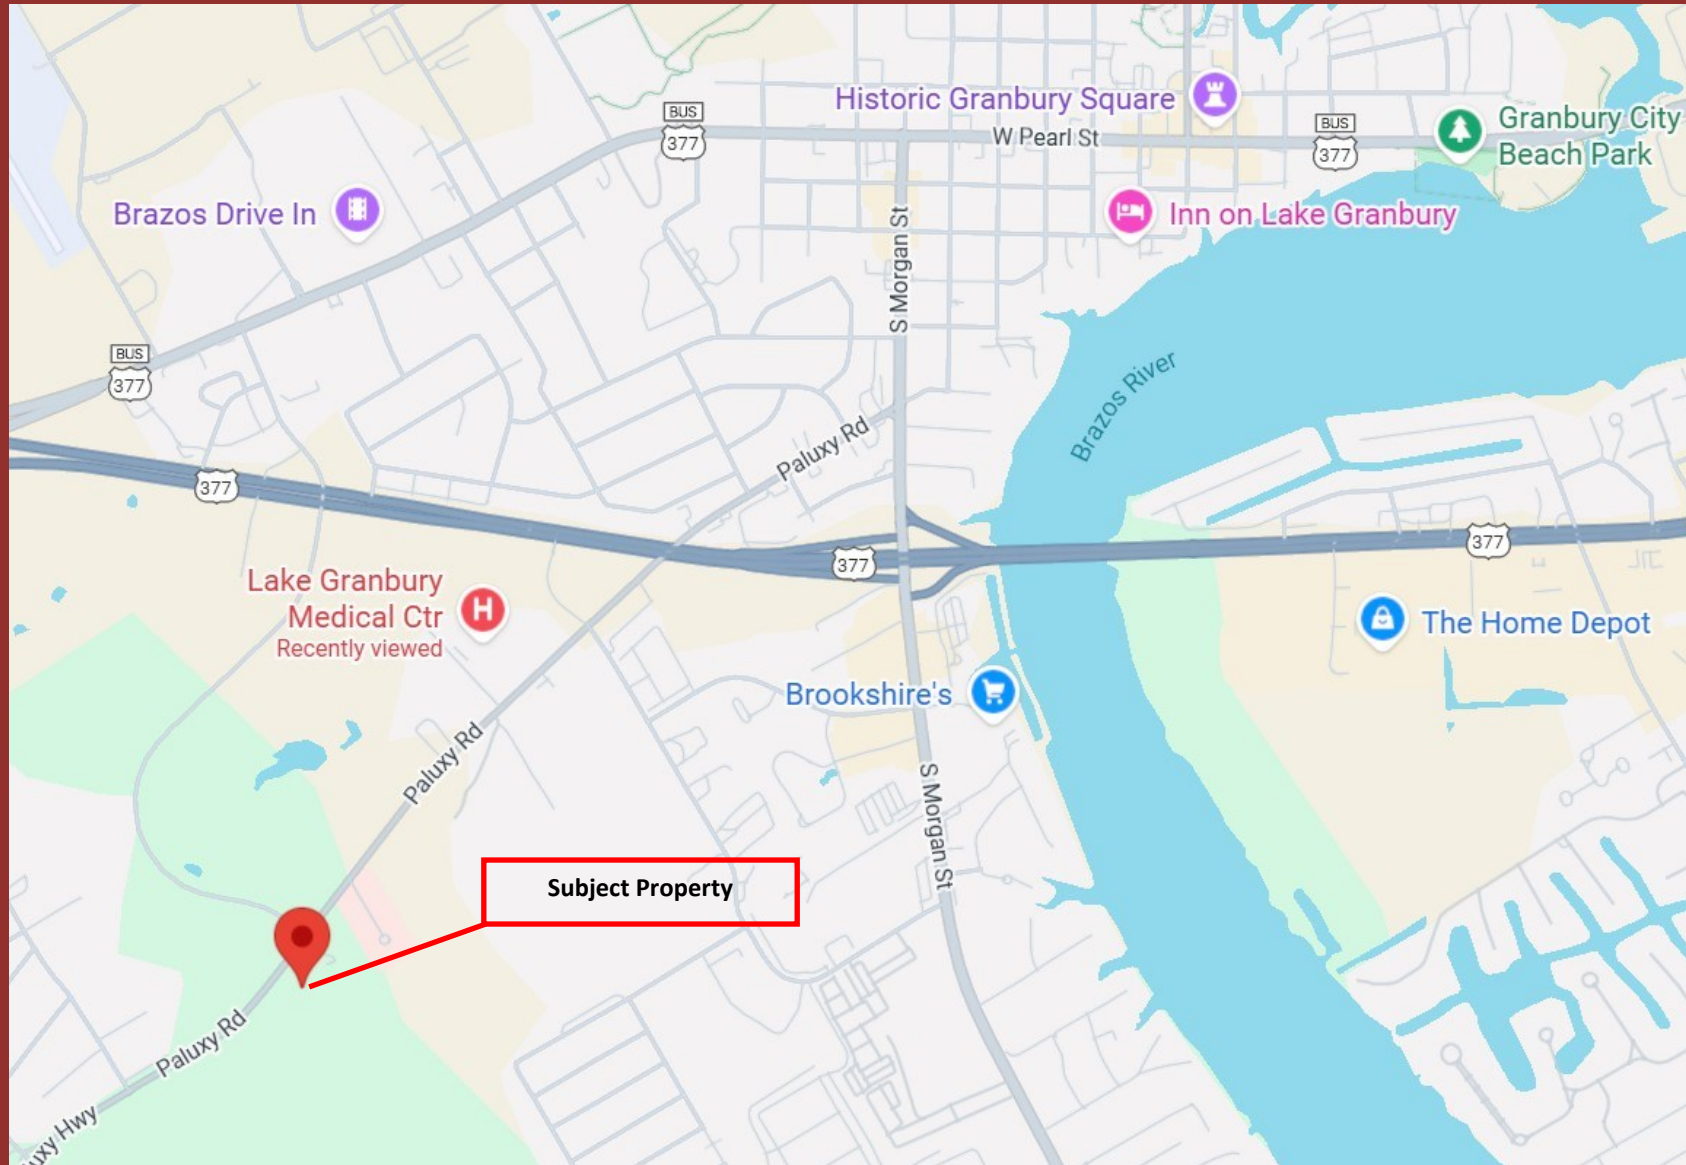 Historic Granbury Square
BUS
377
W Pearl St
BUS
377
Granbury City
Beach Park
Brazos Drive In
Inn on Lake Granbury
S Morgan St
BUS
377
Brazos River
Paluxy Rd
377
377
377
Lake Granbury
Medical Ctr
Recently viewed
The Home Depot
Brookshire's
Paluxy Rd
S Morgan St
Subject Property
Paluxy Rd
uxy Hwy